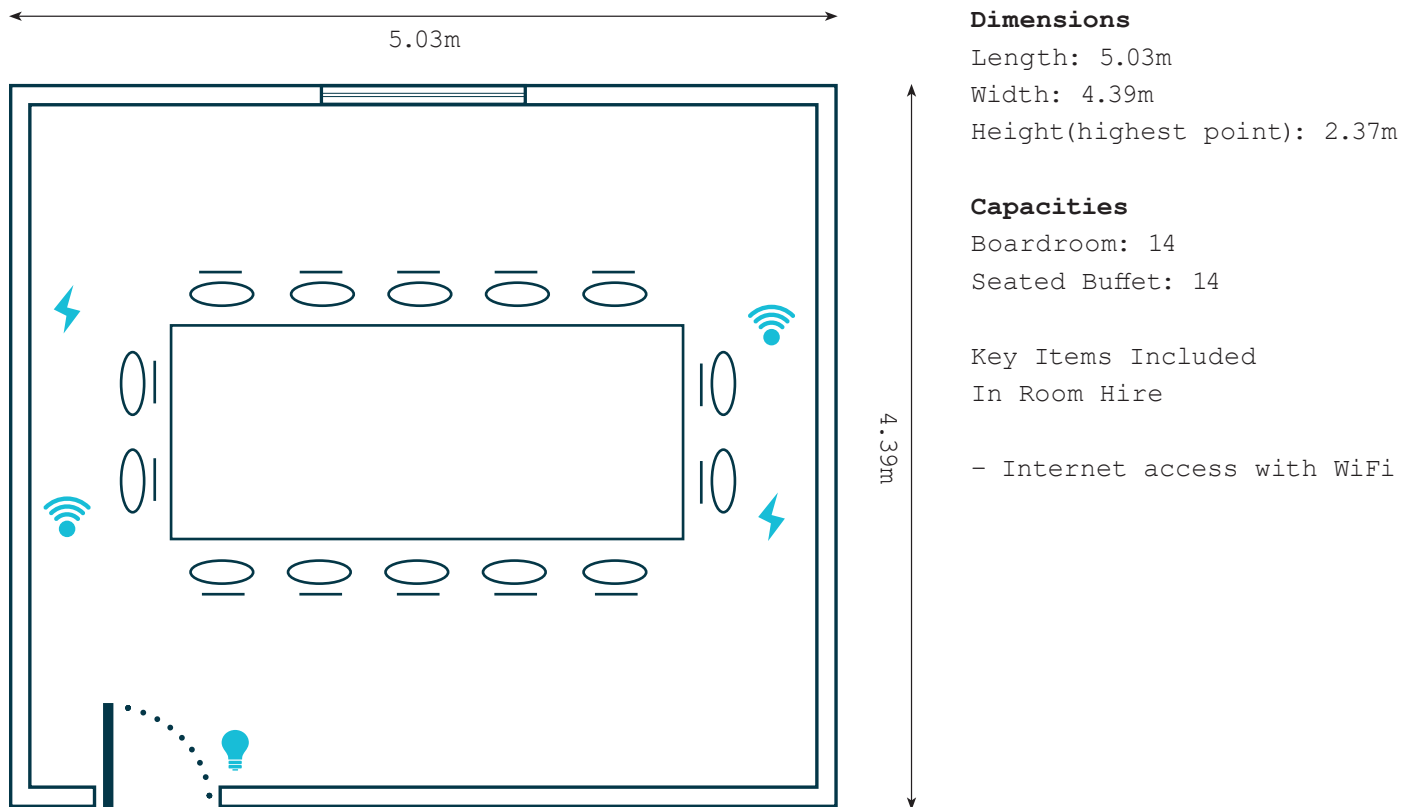 5.03m
4.39m
Dimensions
Length: 5.03m
Width: 4.39m
Height(highest point): 2.37m
Capacities
Boardroom: 14
Seated Buffet: 14
Key Items Included
In Room Hire
- Internet access with WiFi